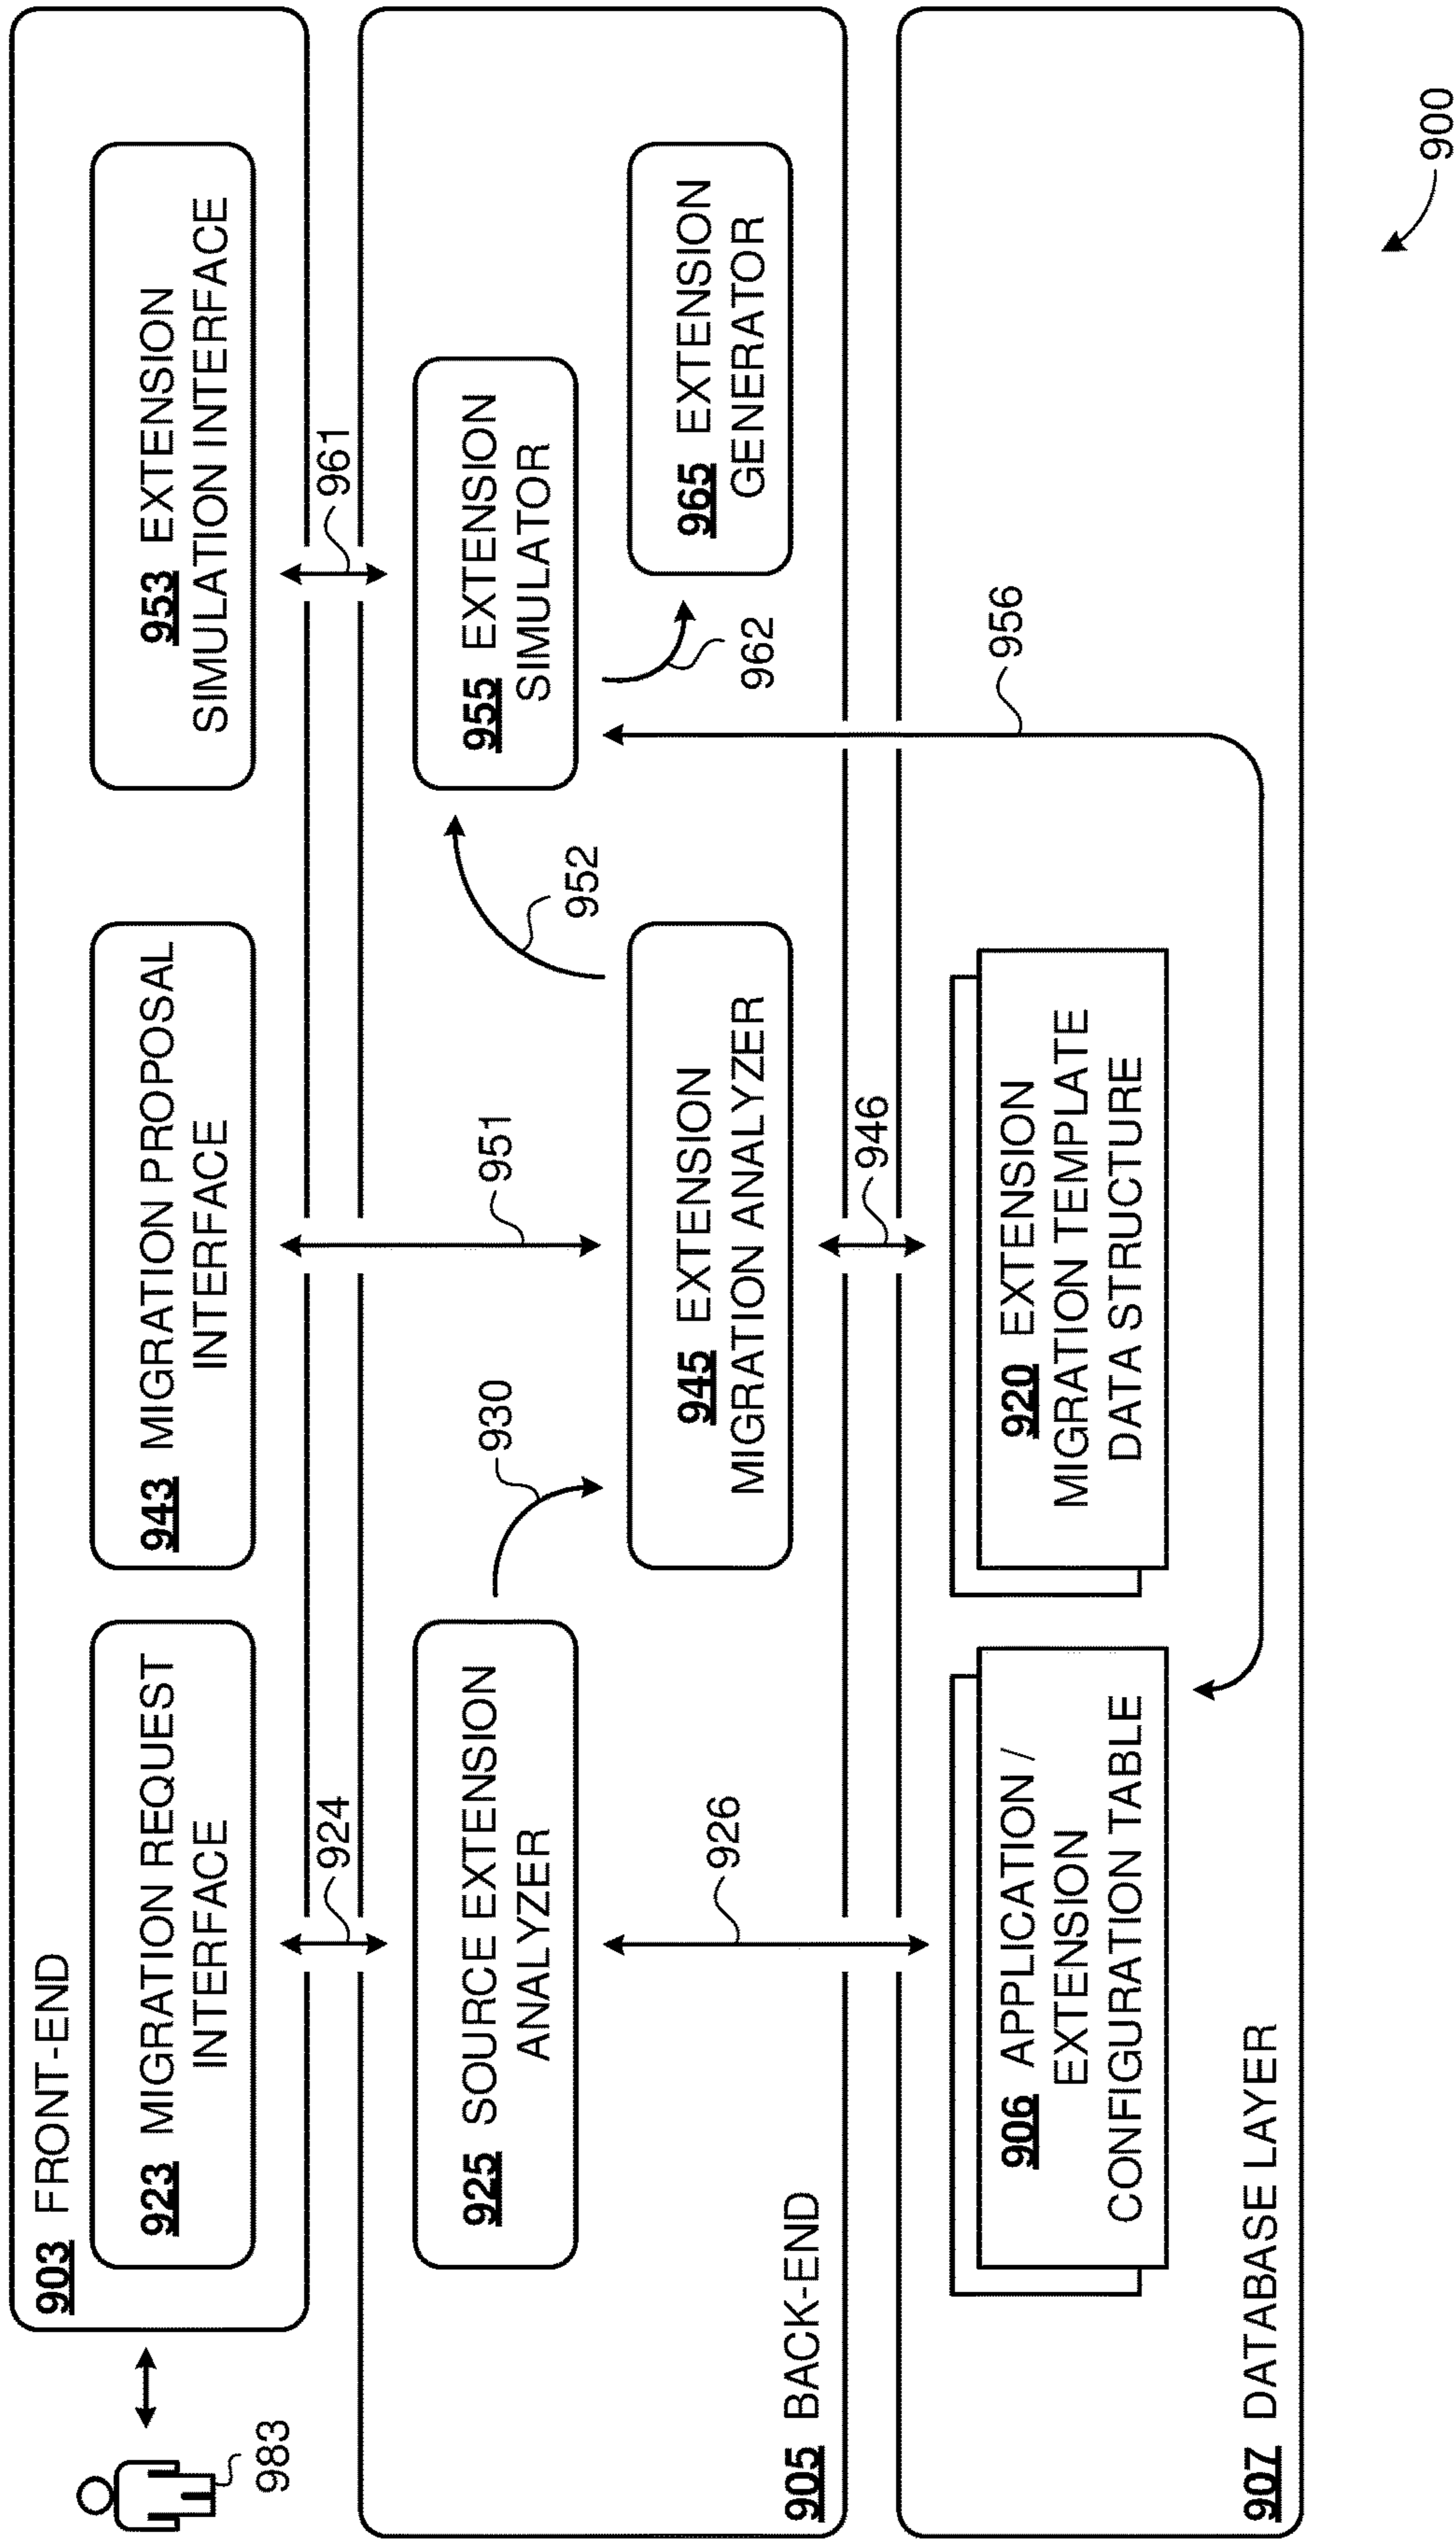 903 FRONT-END
923 MIGRATION REQUEST
INTERFACE
943 MIGRATION PROPOSAL
INTERFACE
953 EXTENSION
SIMULATION INTERFACE
983
924
951
961
925 SOURCE EXTENSION
ANALYZER
930
952
955 EXTENSION
SIMULATOR
945 EXTENSION
MIGRATION ANALYZER
962
965 EXTENSION
GENERATOR
926
905 BACK-END
946
956
906 APPLICATION /
EXTENSION
CONFIGURATION TABLE
920 EXTENSION
MIGRATION TEMPLATE
DATA STRUCTURE
907 DATABASE LAYER
900